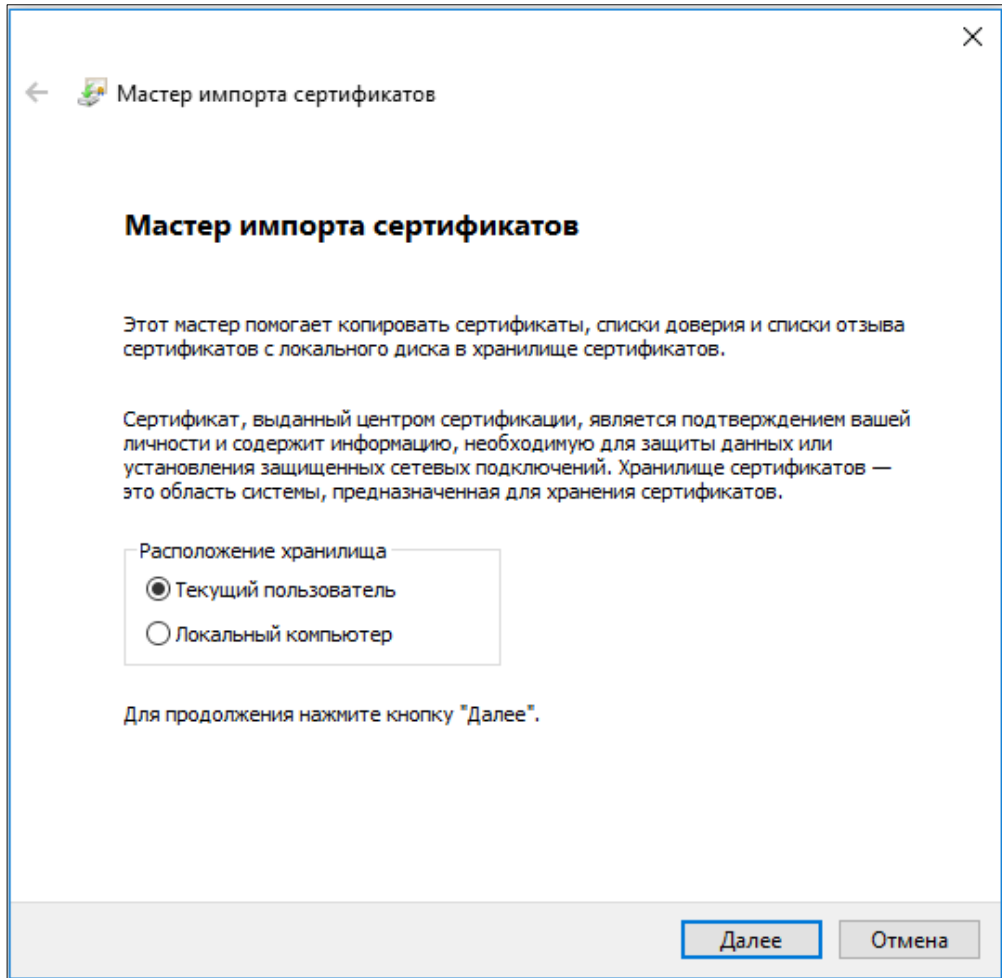 Мастер импорта сертификатов
Мастер импорта сертификатов
Этот мастер помогает копировать сертификаты, списки доверия и списки отзыва
сертификатов с локального диска в хранилище сертификатов.
Сертификат, выданный центром сертификации, является подтверждением вашей
личности и содержит информацию, необходимую для защиты данных или
установления защищенных сетевых подключений. Хранилище сертификатов —
это область системы, предназначенная для хранения сертификатов.
Расположение хранилища
Текущий пользователь
Локальный компьютер
Для продолжения нажмите кнопку "Далее".
Далее
Отмена